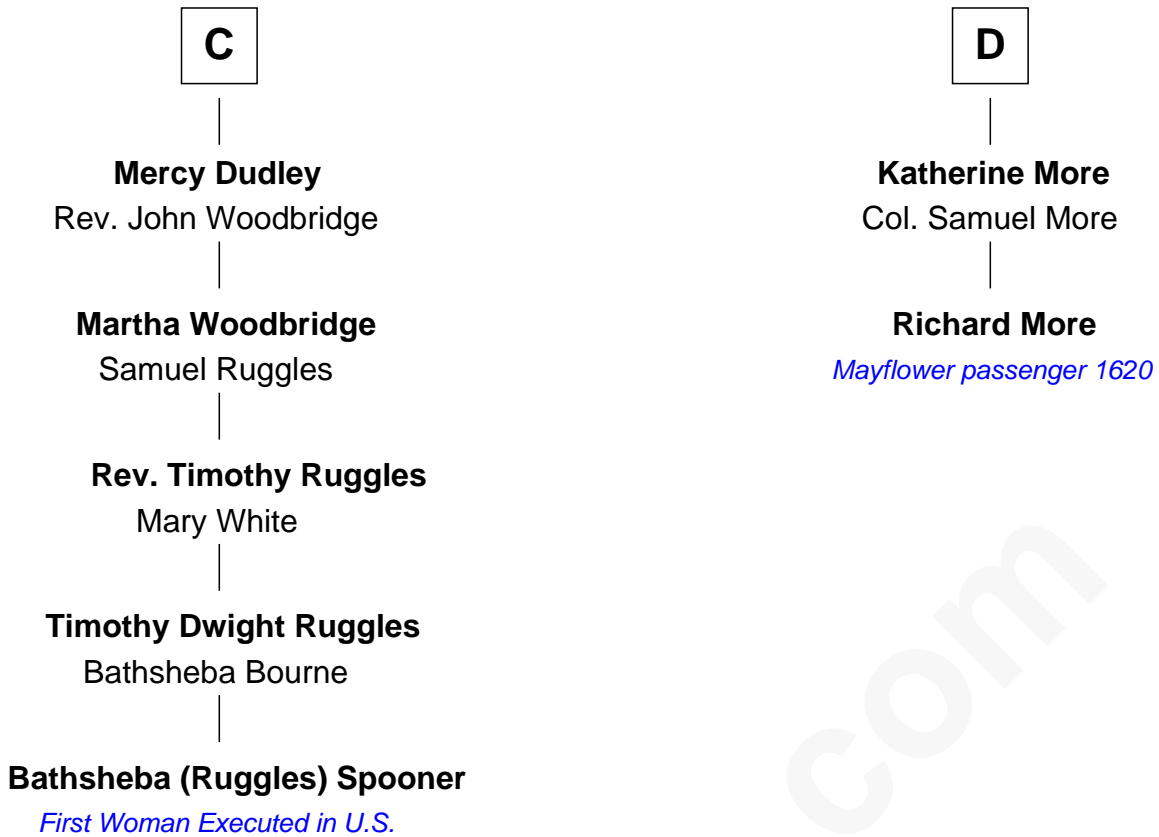 C
Mercy Dudley
Rev. John Woodbridge
Martha Woodbridge
Samuel Ruggles
Rev. Timothy Ruggles
Mary White
Timothy Dwight Ruggles
Bathsheba Bourne
Bathsheba (Ruggles) Spooner
First Woman Executed in U.S.
D
Katherine More
Col. Samuel More
Richard More
Mayflower passenger 1620
com